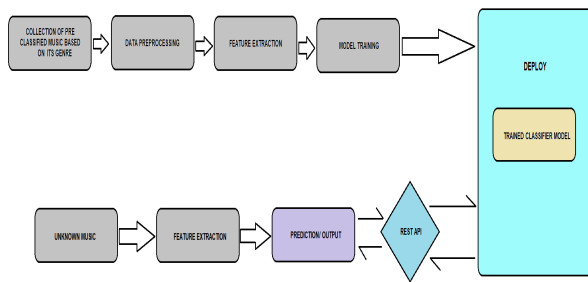 COLLECTION OF PRE
CLASSIFIED MUSIC BASED
ON ITS GENRE
DATA PREPROCESSING
FEATURE EXTRACTION
MODEL TRAINING
DEPLOY
TRAINED CLASSIFIER MODEL
UNKNOWN MUSIC
FEATURE EXTRACTION
PREDICTION/ OUTPUT
REST API